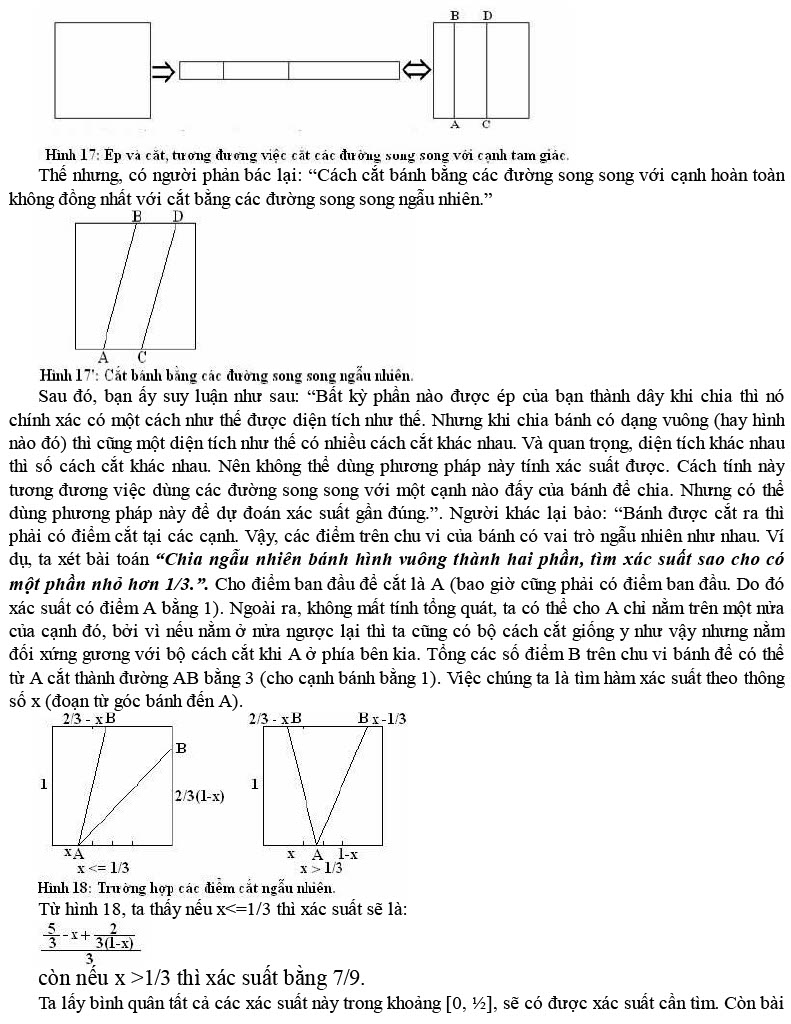 B D
A C
Hình 17: Ép và cắt, tương đương việc cắt các đường song song với cạnh tam giác.
Thế nhưng, có người phản bác lại: “Cách cắt bánh bằng các đường song song với cạnh hoàn toàn
không đồng nhất với cắt bằng các đường song song ngẫu nhiên.”
B D
A C
Hình 17': Cắt bánh bằng các đường song song ngẫu nhiên.
Sau đó, bạn ấy suy luận như sau: “Bất kỳ phần nào được ép của bạn thành dây khi chia thì nó
chính xác có một cách như thế được diện tích như thế. Nhưng khi chia bánh có dạng vuông (hay hình
nào đó) thì cũng một diện tích như thế có nhiều cách cắt khác nhau. Và quan trọng, diện tích khác nhau
thì số cách cắt khác nhau. Nên không thể dùng phương pháp này tính xác suất được. Cách tính này
tương đương việc dùng các đường song song với một cạnh nào đấy của bánh để chia. Nhưng có thể
dùng phương pháp này để dự đoán xác suất gần đúng.”. Người khác lại bảo: “Bánh được cắt ra thì
phải có điểm cắt tại các cạnh. Vậy, các điểm trên chu vi của bánh có vai trò ngẫu nhiên như nhau. Ví
dụ, ta xét bài toán “Chia ngẫu nhiên bánh hình vuông thành hai phần, tìm xác suất sao cho có
một phần nhỏ hơn 1/3.”. Cho điểm ban đầu để cắt là A (bao giờ cũng phải có điểm ban đầu. Do đó
xác suất có điểm A bằng 1). Ngoài ra, không mất tính tổng quát, ta có thể cho A chỉ nằm trên một nửa
của cạnh đó, bởi vì nếu nằm ở nửa ngược lại thì ta cũng có bộ cách cắt giống y như vậy nhưng nằm
đối xứng gương với bộ cách cắt khi A ở phía bên kia. Tổng các số điểm B trên chu vi bánh để có thể
từ A cắt thành đường AB bằng 3 (cho cạnh bánh bằng 1). Việc chúng ta là tìm hàm xác suất theo thông
số x (đoạn từ góc bánh đến A).
2/3 - x B 2/3 - x B B x -1/3
B
1 2/3(1-x) 1
x A x A 1-x
x <= 1/3 x > 1/3
Hình 18: Trường hợp các điểm cắt ngẫu nhiên.
Từ hình 18, ta thấy nếu x<=1/3 thì xác suất sẽ là:
5 2
3 - x + 3(1-x)
3
còn nếu x >1/3 thì xác suất bằng 7/9.
Ta lấy bình quân tất cả các xác suất này trong khoảng [0, ½], sẽ có được xác suất cần tìm. Còn bài